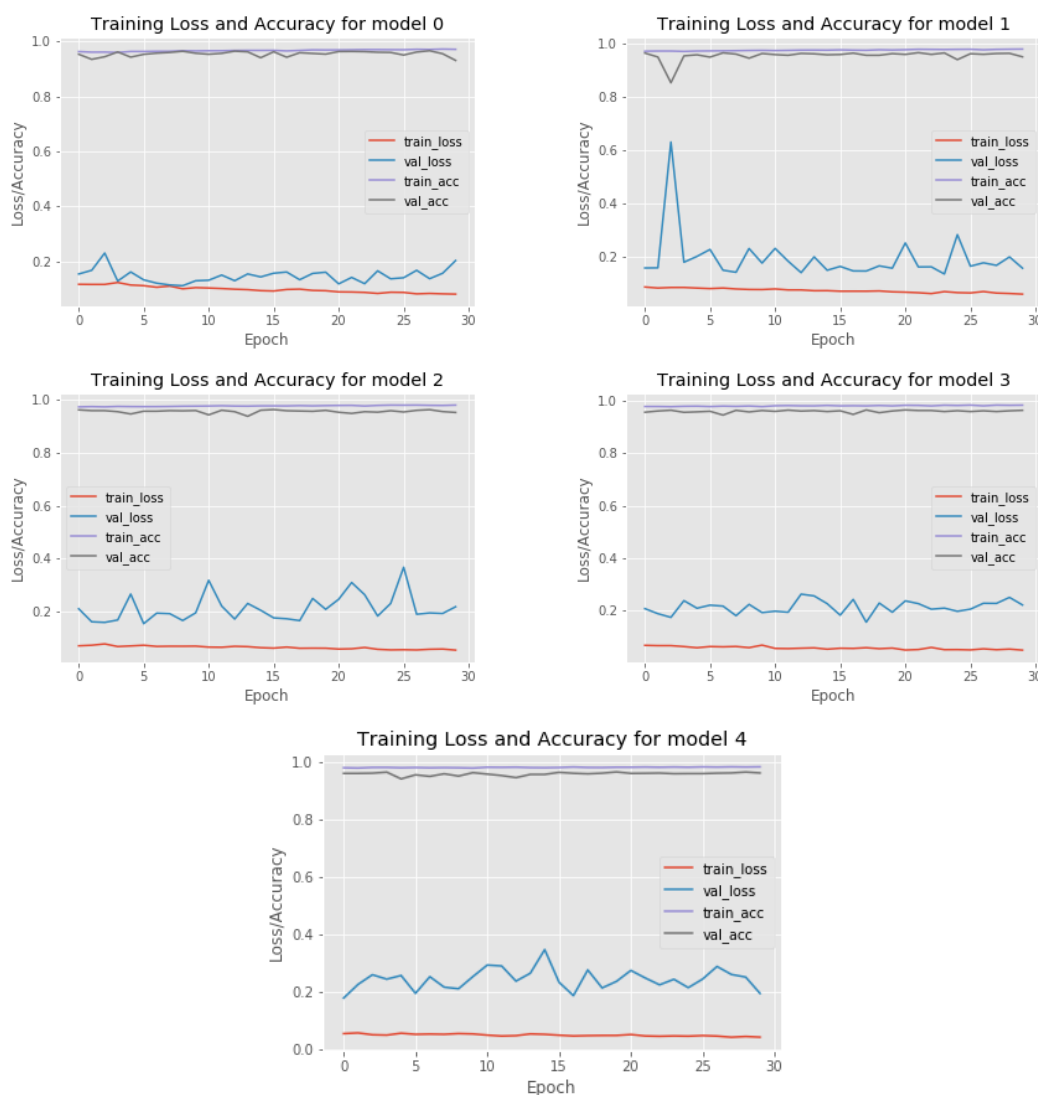 Training Loss and Accuracy for model 0
1.0
0.8
0.6
0.4
0.2
Loss/Accuracy
train_loss
val_loss
train_acc
val_acc
0 5 10 15 20 25 30
Epoch
Training Loss and Accuracy for model 1
1.0
0.8
0.6
0.4
0.2
Loss/Accuracy
train_loss
val_loss
train_acc
val_acc
0 5 10 15 20 25 30
Epoch
Training Loss and Accuracy for model 2
1.0
0.8
0.6
0.4
0.2
Loss/Accuracy
train_loss
val_loss
train_acc
val_acc
0 5 10 15 20 25 30
Epoch
Training Loss and Accuracy for model 3
1.0
0.8
0.6
0.4
0.2
Loss/Accuracy
train_loss
val_loss
train_acc
val_acc
0 5 10 15 20 25 30
Epoch
Training Loss and Accuracy for model 4
1.0
0.8
0.6
0.4
0.2
0.0
Loss/Accuracy
train_loss
val_loss
train_acc
val_acc
0 5 10 15 20 25 30
Epoch